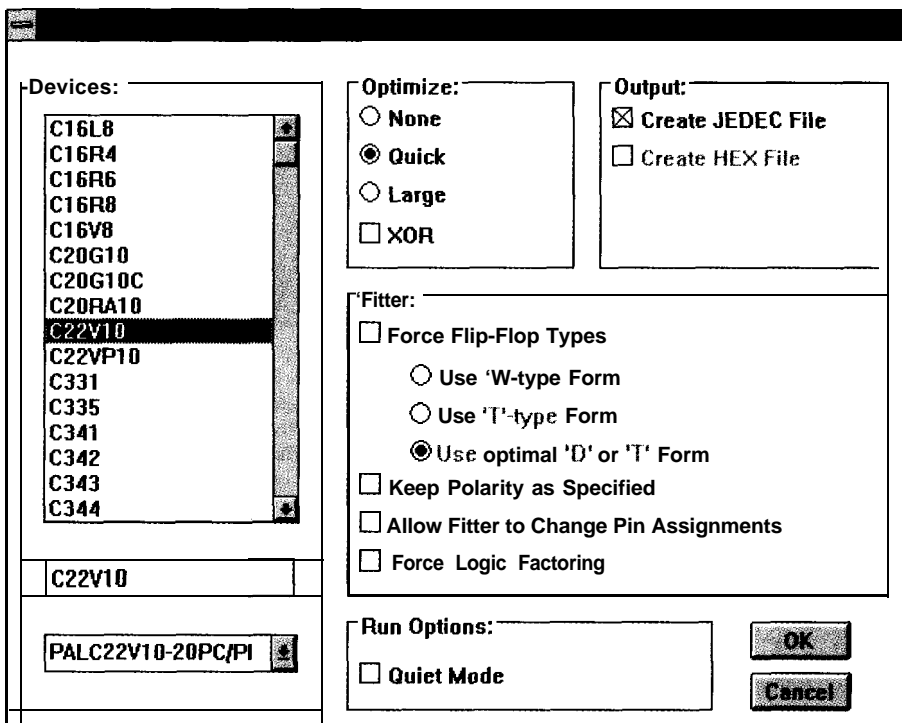 -Devices:
C16L8
C16R4
C16R6
C16R8
C16V8
C20G10
C20G10C
C20RA10
C22V10
C22VP10
C331
C335
C341
C342
C343
C344
C22V10
PALC22V10-20PC/PI
Optimize:
None
Quick
Large
XOR
Output:
Create JEDEC File
Create HEX File
'Fitter:
Force Flip-Flop Types
Use ‘W-type Form
Use 'T'-type Form
Use optimal 'D' or 'T' Form
Keep Polarity as Specified
Allow Fitter to Change Pin Assignments
Force Logic Factoring
Run Options:
Quiet Mode
OK
Cancel